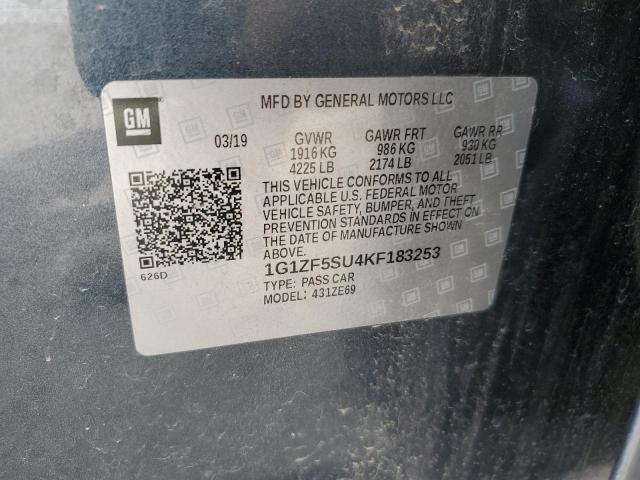 GM
MFD BY GENERAL MOTORS LLC
03/19 GVWR GAWR FRT GAWR RR
1916 KG 986 KG 930 KG
4225 LB 2174 LB 2051 LB
THIS VEHICLE CONFORMS TO ALL
APPLICABLE U.S. FEDERAL MOTOR
VEHICLE SAFETY, BUMPER, AND THEFT
PREVENTION STANDARDS IN EFFECT ON
THE DATE OF MANUFACTURE SHOWN
ABOVE.
626D
1G1ZF5SU4KF183253
TYPE: PASS CAR
MODEL: 431ZE69